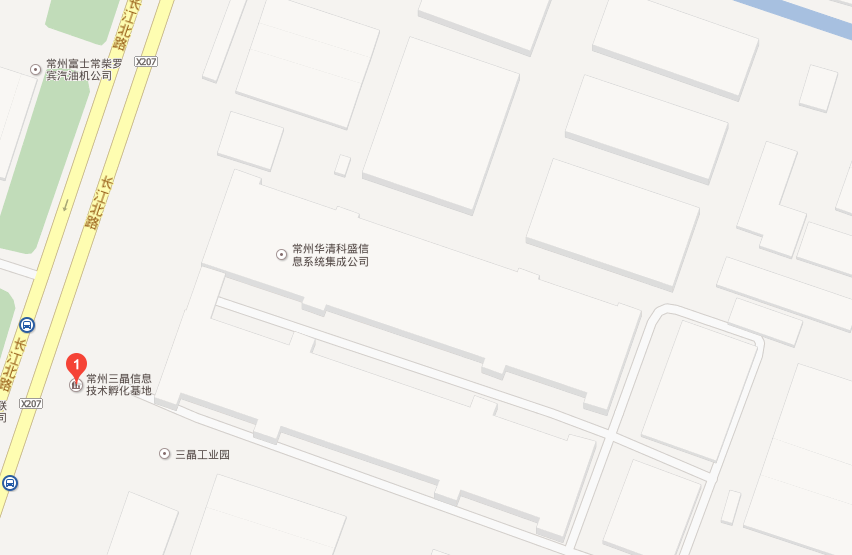 长江北路
常州富士常柴罗
宾汽油机公司
X207
长江北路
常州华清科盛信
息系统集成公司
长江北路
1
常州三晶信息
技术孵化基地
X207
联
司
三晶工业园